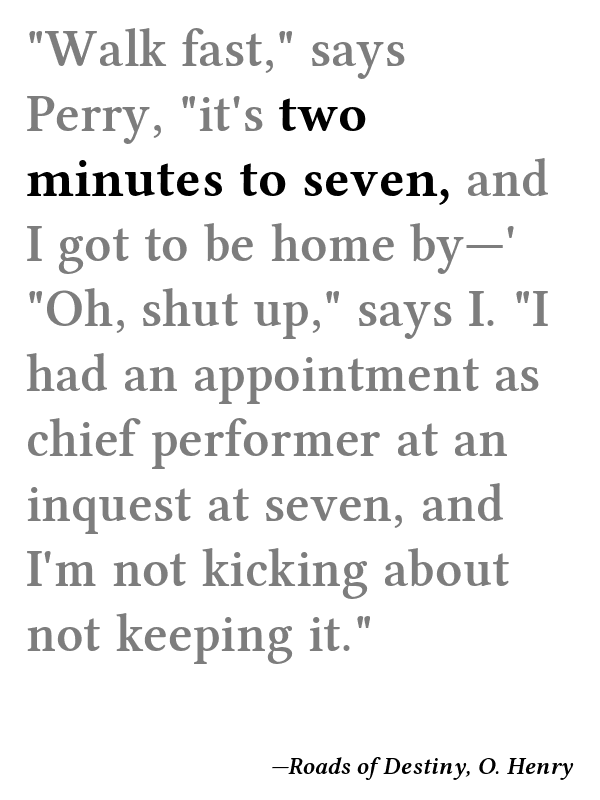 "Walk fast," says
Perry, "it's two
minutes to seven, and
I got to be home by—'
"Oh, shut up," says I. "I
had an appointment as
chief performer at an
inquest at seven, and
I'm not kicking about
not keeping it."
—Roads of Destiny, O. Henry